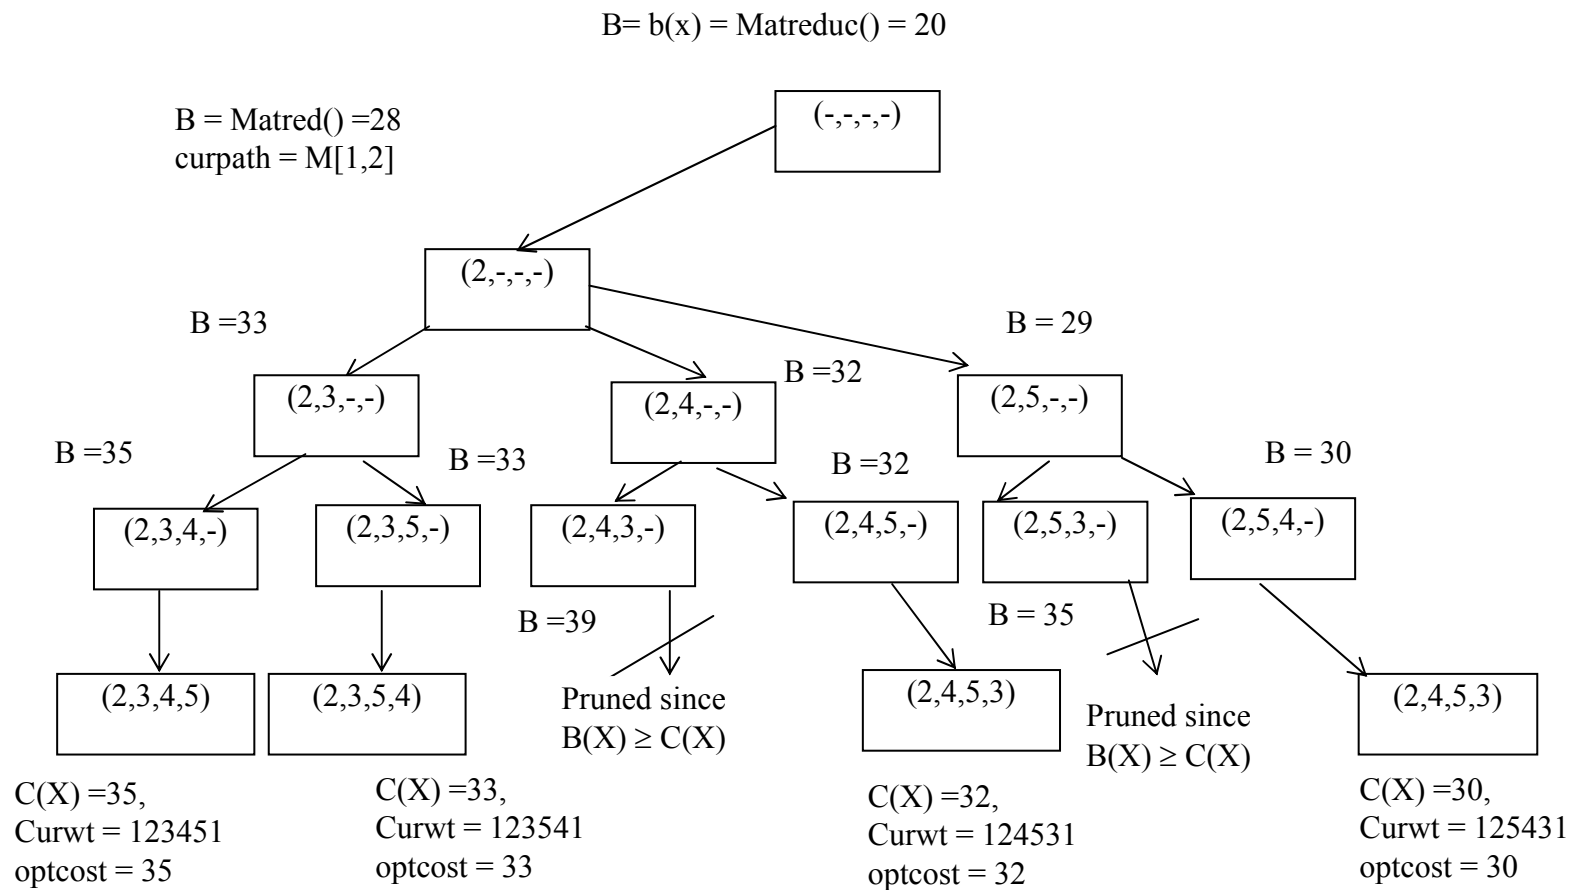 B= b(x) = Matreduc() = 20
B = Matred() =28
curpath = M[1,2]
(-,-,-,-)
(2,-,-,-)
B =33
B = 29
B =32
(2,3,-,-)
(2,4,-,-)
(2,5,-,-)
B =35
B =33
B =32
B = 30
(2,3,4,-)
(2,3,5,-)
(2,4,3,-)
(2,4,5,-)
(2,5,3,-)
(2,5,4,-)
B =39
B = 35
(2,3,4,5)
(2,3,5,4)
Pruned since
B(X) ≥ C(X)
(2,4,5,3)
Pruned since
B(X) ≥ C(X)
(2,4,5,3)
C(X) =35,
Curwt = 123451
optcost = 35
C(X) =33,
Curwt = 123541
optcost = 33
C(X) =32,
Curwt = 124531
optcost = 32
C(X) =30,
Curwt = 125431
optcost = 30